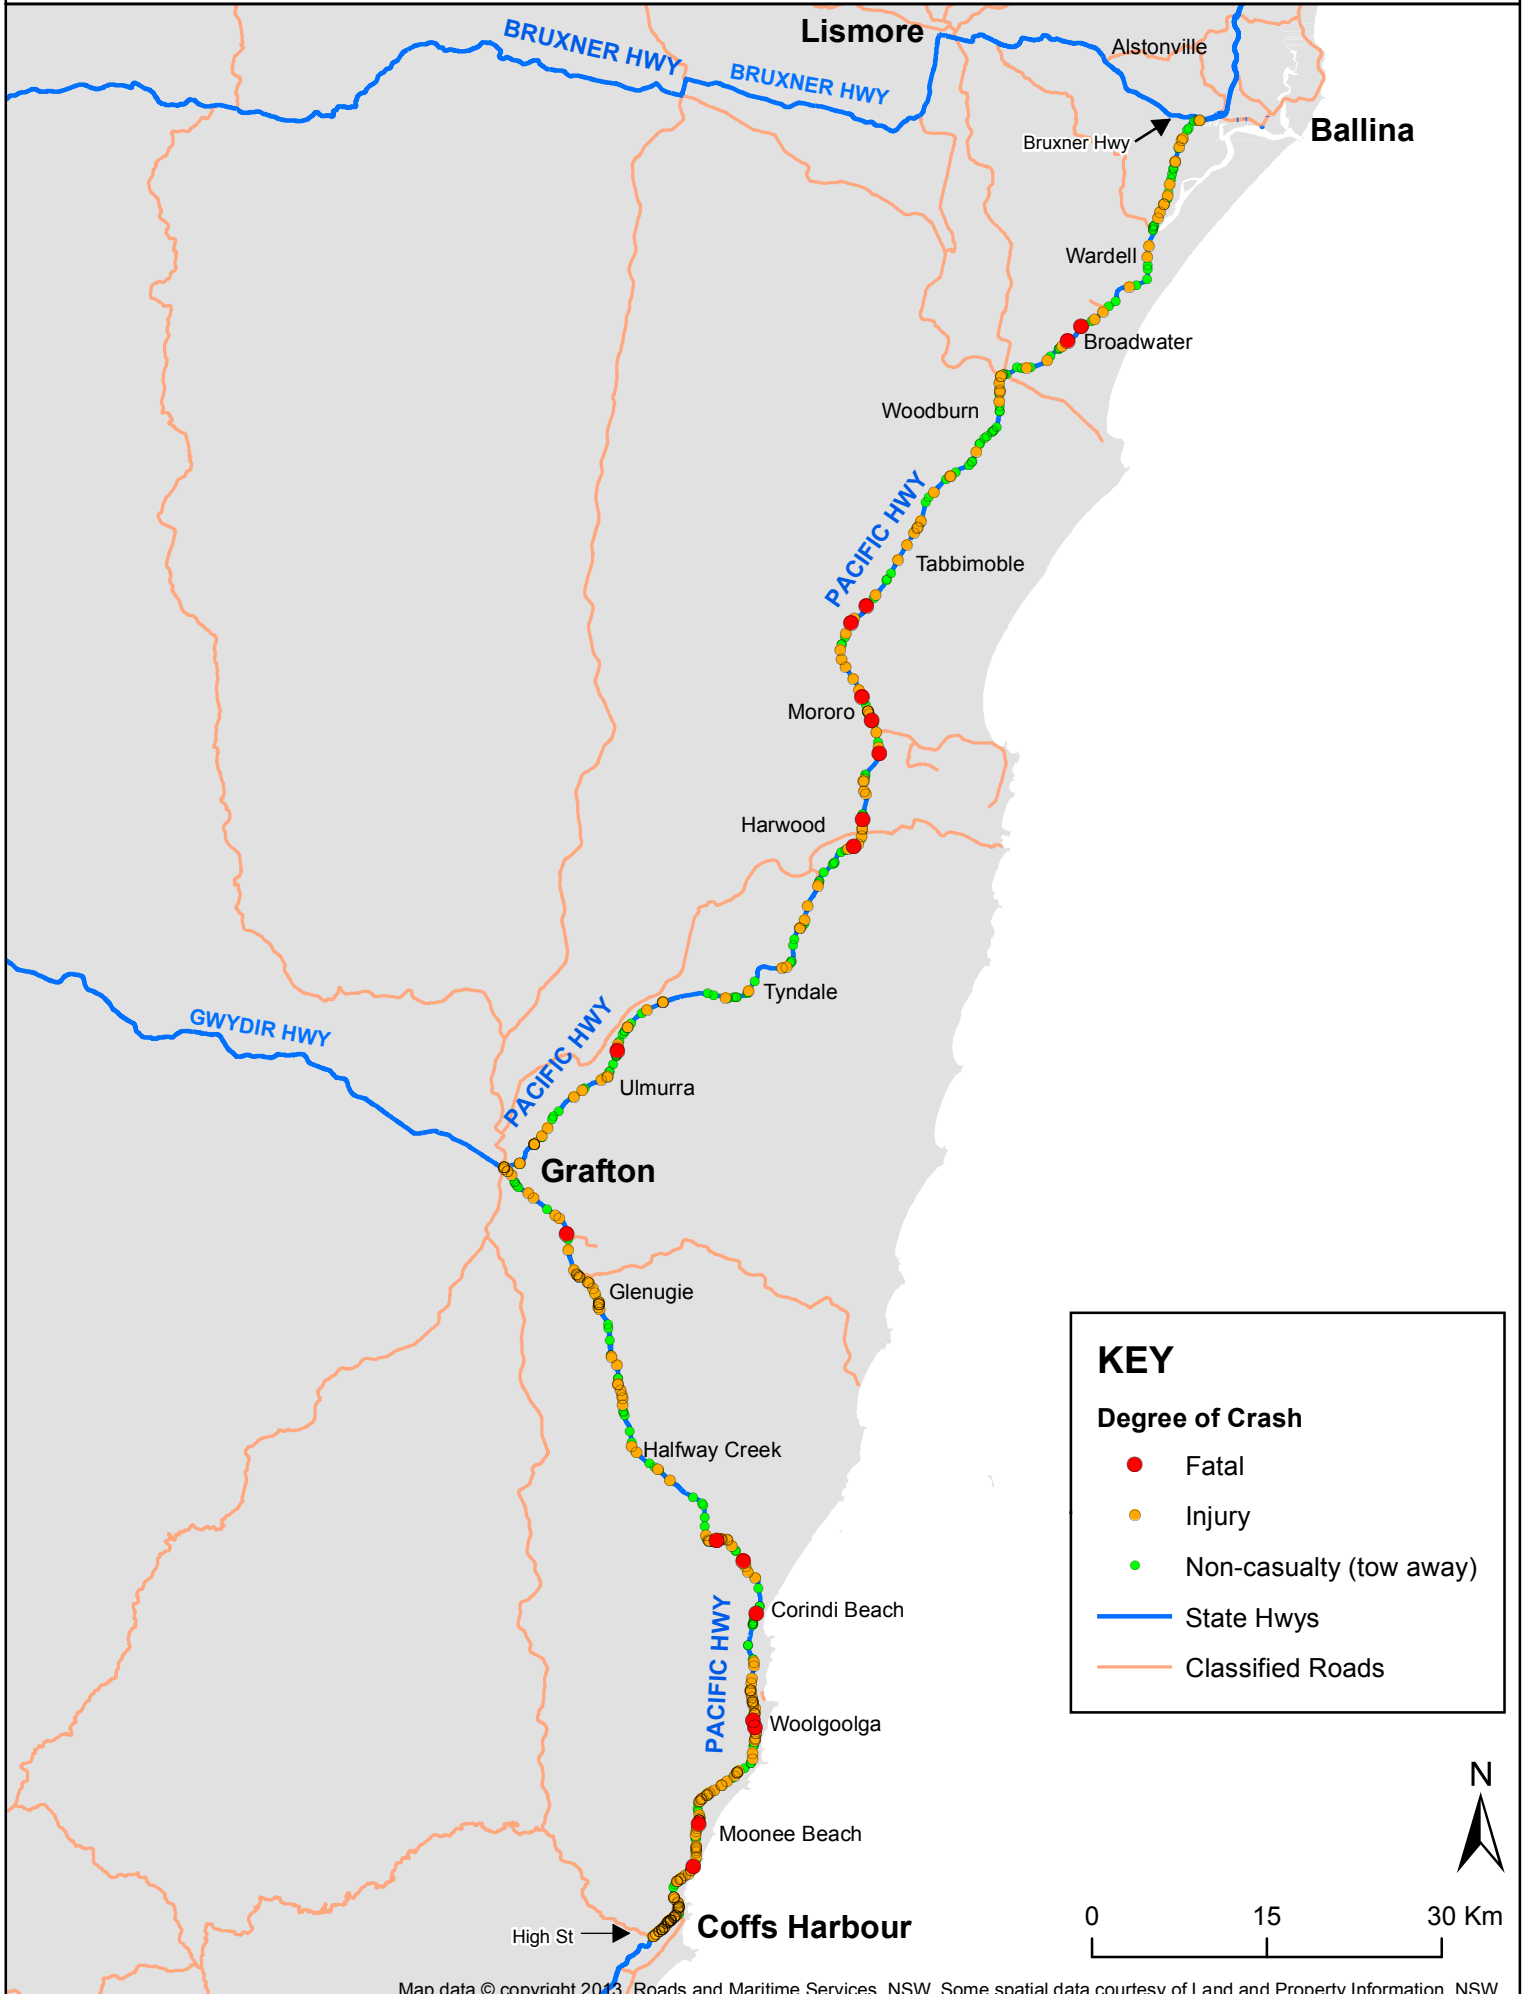 Lismore
Alstonville
BRUXNER HWY
BRUXNER HWY
Bruxner Hwy
Ballina
Wardell
Broadwater
Woodburn
PACIFIC HWY
Tabbimoble
Mororo
Harwood
Tyndale
PACIFIC HWY
GWYDIR HWY
Ulmurra
Grafton
Glenugie
Halfway Creek
Corindi Beach
PACIFIC HWY
Woolgoolga
Moonee Beach
Coffs Harbour
High St
KEY
Degree of Crash
Fatal
Injury
Non-casualty (tow away)
State Hwys
Classified Roads
N
0 15 30 Km
Map data © copyright 2013, Roads and Maritime Services, NSW. Some spatial data courtesy of Land and Property Information, NSW.